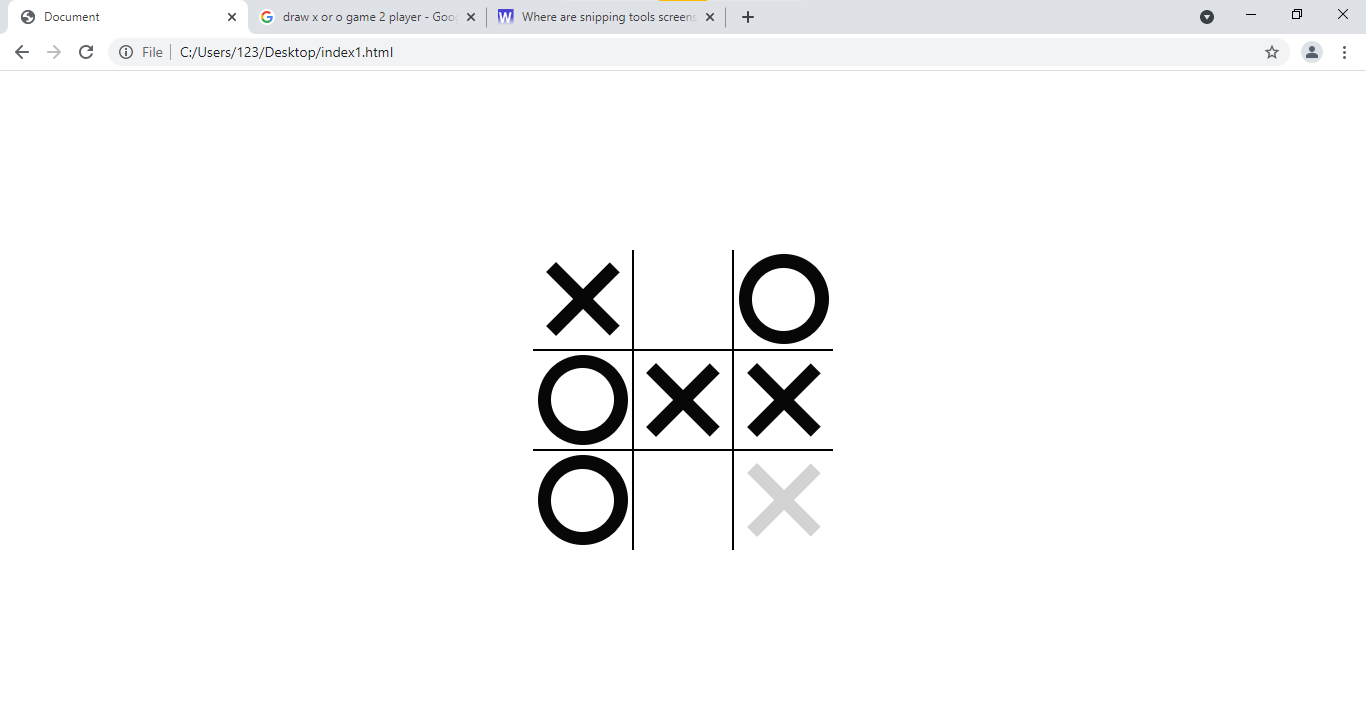 Document
draw x or o game 2 player - Goo
Where are snipping tools screens
File
C:/Users/123/Desktop/index1.html
X O
O X X
O X